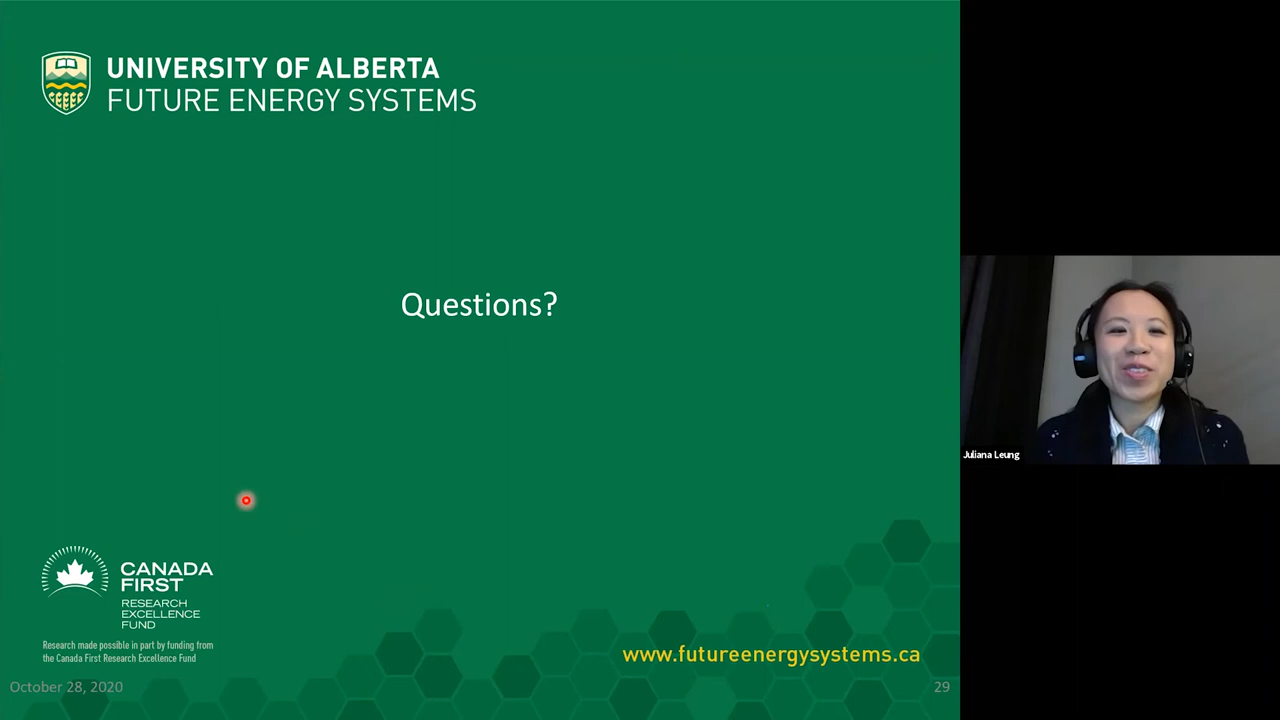 UNIVERSITY OF ALBERTA
FUTURE ENERGY SYSTEMS
Questions?
Juliana Leung
CANADA
FIRST
RESEARCH
EXCELLENCE
FUND
Research made possible in part by funding from
the Canada First Research Excellence Fund
www.futureenergysystems.ca
October 28, 2020
29